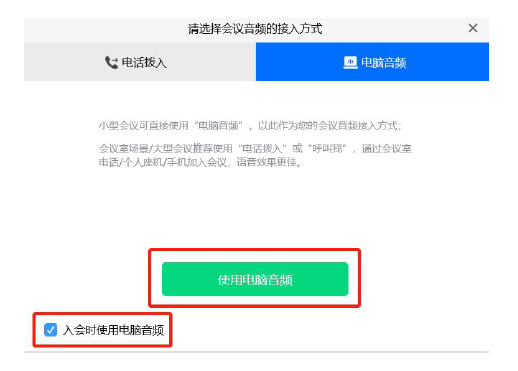 请选择会议音频的接入方式
电话拨入
电脑音频
小型会议可直接使用“电脑音频”，以此作为您的会议音频接入方式；
会议室场景/大型会议推荐使用“电话拨入”或“呼叫我”，通过会议室
电话/个人座机/手机加入会议，语音效果更佳。
使用电脑音频
入会时使用电脑音频